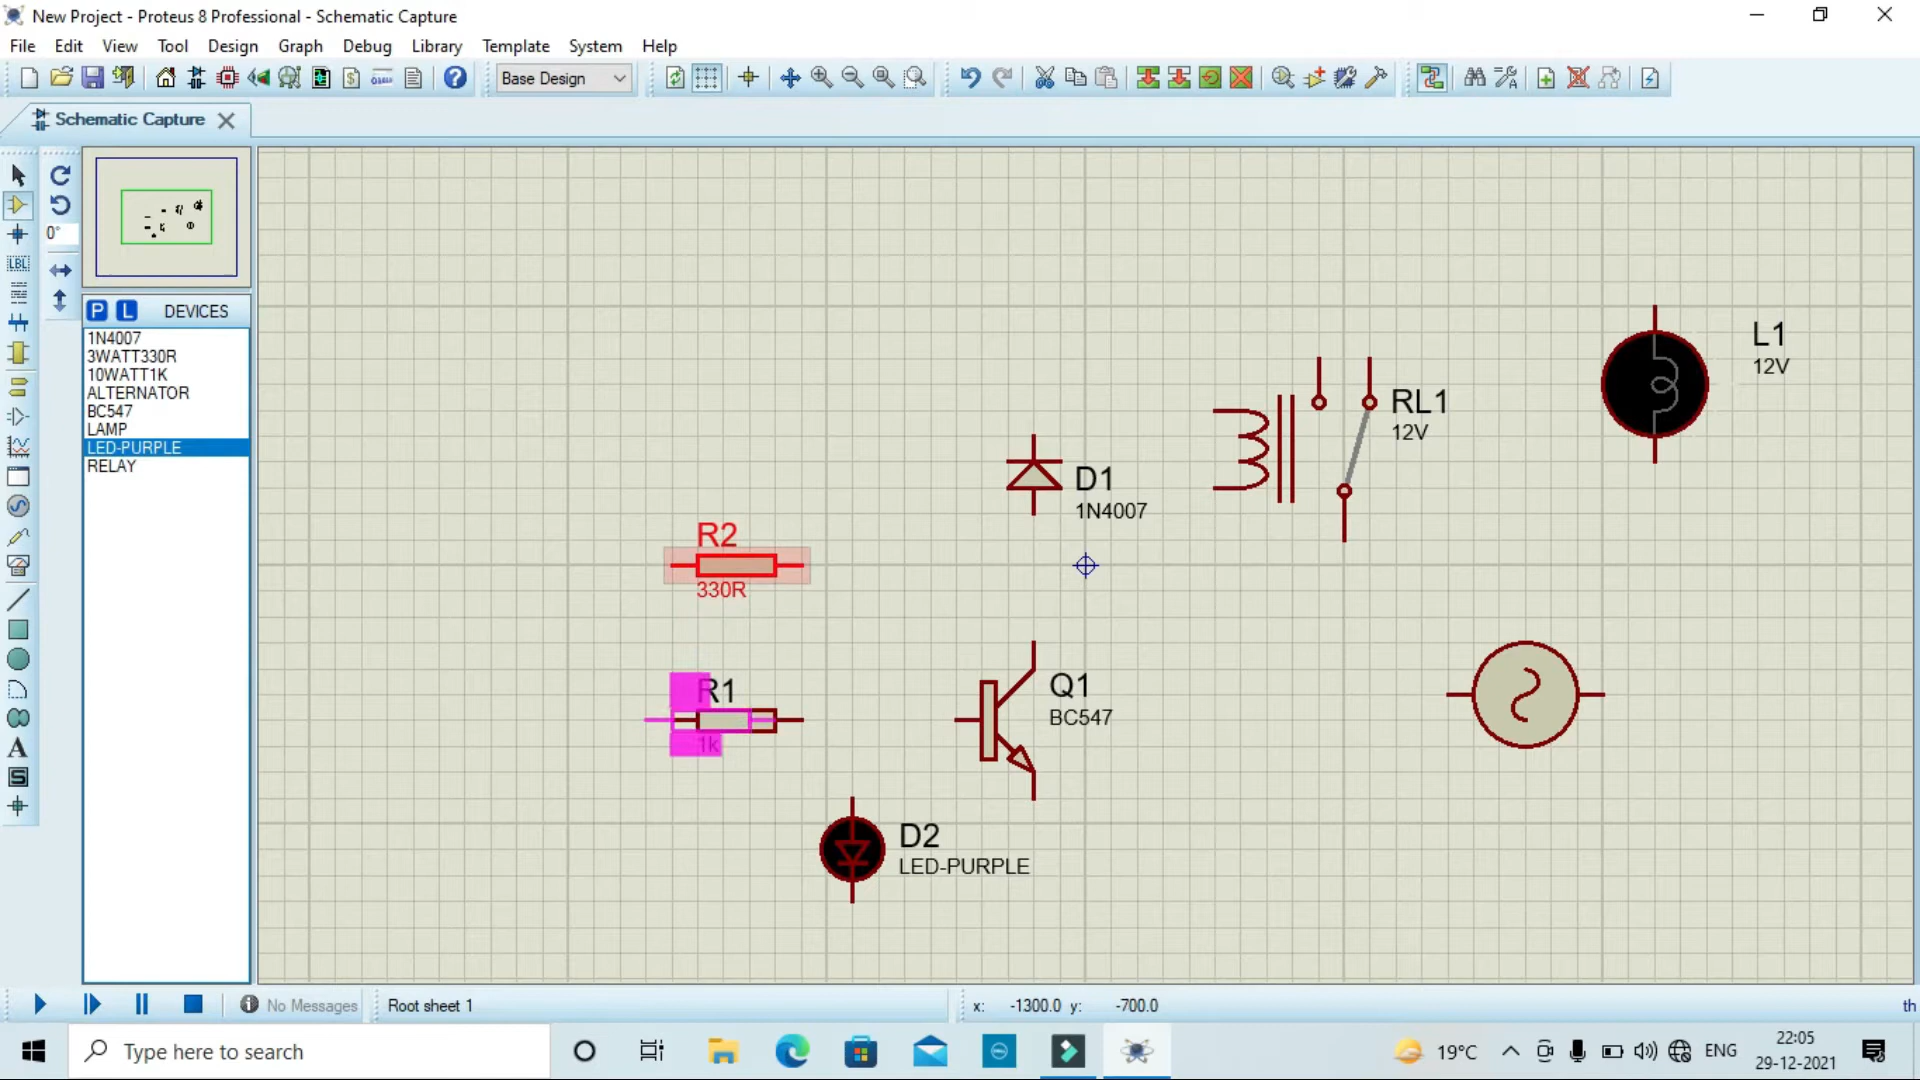 New Project - Proteus 8 Professional - Schematic Capture
File Edit View Tool Design Graph Debug Library Template System Help
Base Design
Schematic Capture
0°
LBL
P L DEVICES
1N4007
3WATT330R
10WATT1K
ALTERNATOR
BC547
LAMP
LED-PURPLE
RELAY
A
S
L1
12V
RL1
12V
D1
1N4007
R2
330R
R1
1k
Q1
BC547
D2
LED-PURPLE
No Messages Root sheet 1 x: -1300.0 y: -700.0 th
Type here to search
19°C
ENG
22:05
29-12-2021